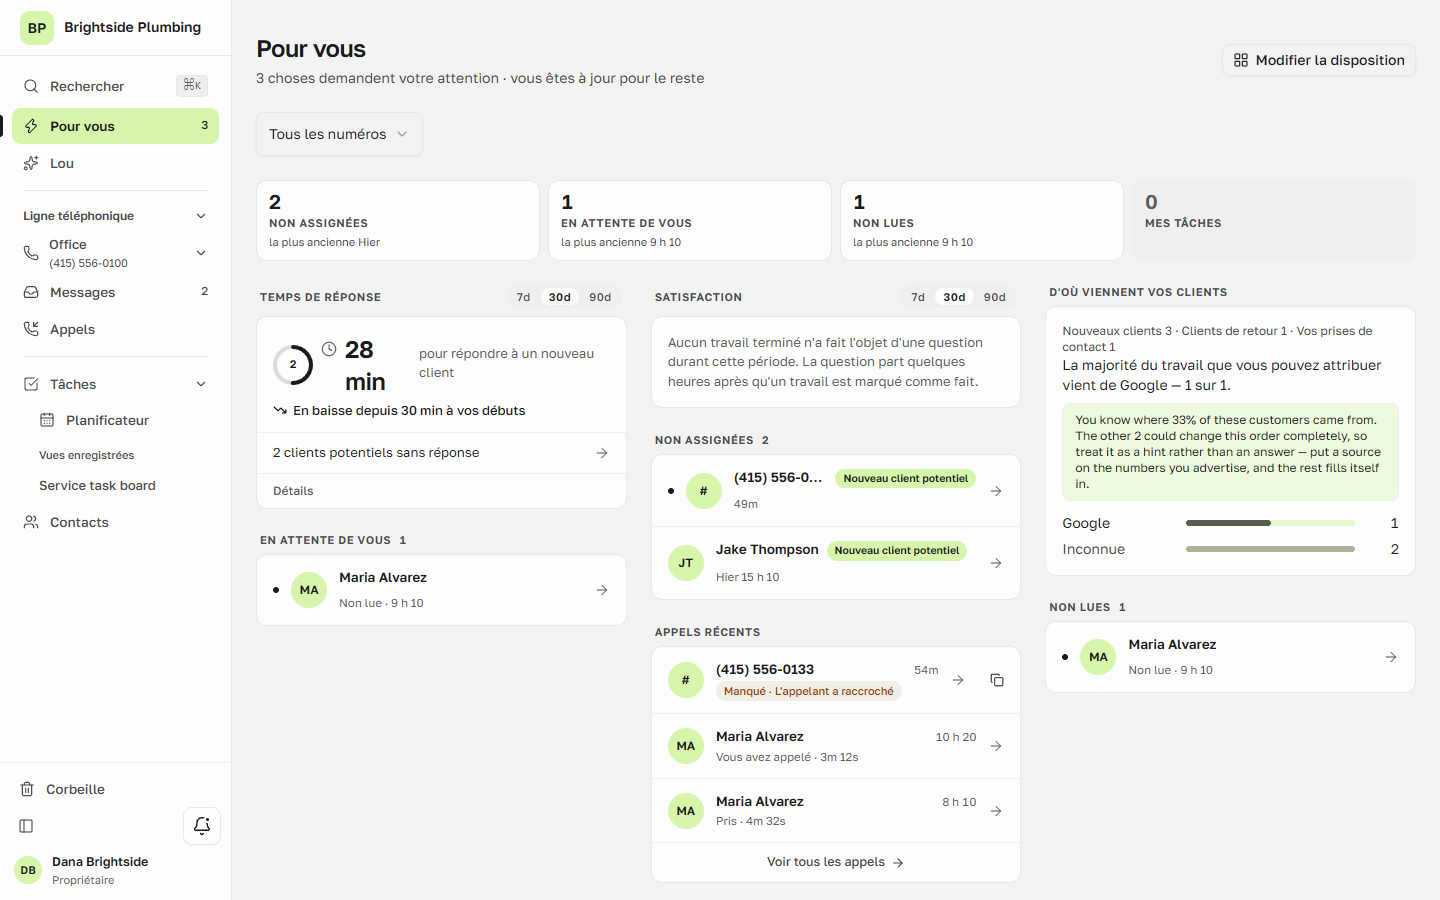 BP Brightside Plumbing
Rechercher ⌘K
Pour vous 3
Lou
Ligne téléphonique
Office
(415) 556-0100
Messages 2
Appels
Tâches
Planificateur
Vues enregistrées
Service task board
Contacts
Corbeille
DB Dana Brightside
Propriétaire
Pour vous
3 choses demandent votre attention · vous êtes à jour pour le reste
Modifier la disposition
Tous les numéros
2
NON ASSIGNÉES
la plus ancienne Hier
1
EN ATTENTE DE VOUS
la plus ancienne 9 h 10
1
NON LUES
la plus ancienne 9 h 10
0
MES TÂCHES
TEMPS DE RÉPONSE 7d 30d 90d
2
28
min
pour répondre à un nouveau
client
En baisse depuis 30 min à vos débuts
2 clients potentiels sans réponse
Détails
EN ATTENTE DE VOUS 1
MA
Maria Alvarez
Non lue · 9 h 10
SATISFACTION 7d 30d 90d
Aucun travail terminé n'a fait l'objet d'une question
durant cette période. La question part quelques
heures après qu'un travail est marqué comme fait.
NON ASSIGNÉES 2
#
(415) 556-0... Nouveau client potentiel
49m
JT
Jake Thompson Nouveau client potentiel
Hier 15 h 10
APPELS RÉCENTS
#
(415) 556-0133 54m
Manqué · L'appelant a raccroché
MA
Maria Alvarez 10 h 20
Vous avez appelé · 3m 12s
MA
Maria Alvarez 8 h 10
Pris · 4m 32s
Voir tous les appels
D'OÙ VIENNENT VOS CLIENTS
Nouveaux clients 3 · Clients de retour 1 · Vos prises de
contact 1
La majorité du travail que vous pouvez attribuer
vient de Google — 1 sur 1.
You know where 33% of these customers came from.
The other 2 could change this order completely, so
treat it as a hint rather than an answer — put a source
on the numbers you advertise, and the rest fills itself
in.
Google 1
Inconnue 2
NON LUES 1
MA
Maria Alvarez
Non lue · 9 h 10